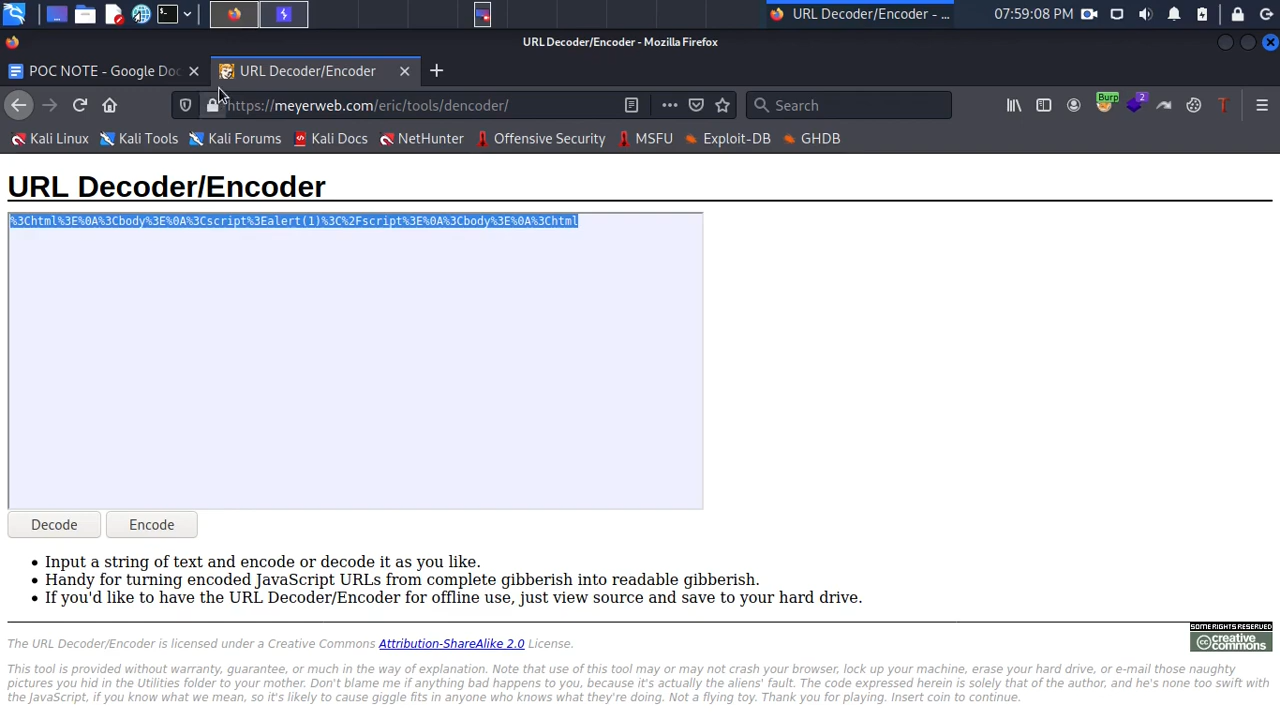 URL Decoder/Encoder - ...
07:59:08 PM
URL Decoder/Encoder - Mozilla Firefox
POC NOTE - Google Doc
URL Decoder/Encoder
https://meyerweb.com/eric/tools/dencoder/
Search
Burp
2
Kali Linux
Kali Tools
Kali Forums
Kali Docs
NetHunter
Offensive Security
MSFU
Exploit-DB
GHDB
URL Decoder/Encoder
%3Chtml%3E%0A%3Cbody%3E%0A%3Cscript%3Ealert(1)%3C%2Fscript%3E%0A%3Cbody%3E%0A%3Chtml
Decode
Encode
• Input a string of text and encode or decode it as you like.
• Handy for turning encoded JavaScript URLs from complete gibberish into readable gibberish.
• If you'd like to have the URL Decoder/Encoder for offline use, just view source and save to your hard drive.
The URL Decoder/Encoder is licensed under a Creative Commons Attribution-ShareAlike 2.0 License.
SOME RIGHTS RESERVED
creative commons
This tool is provided without warranty, guarantee, or much in the way of explanation. Note that use of this tool may or may not crash your browser, lock up your machine, erase your hard drive, or e-mail those naughty
pictures you hid in the Utilities folder to your mother. Don't blame me if anything bad happens to you, because it's actually the aliens' fault. The code expressed herein is solely that of the author, and he's none too swift with
the JavaScript, if you know what we mean, so it's likely to cause giggle fits in anyone who knows what they're doing. Not a flying toy. Thank you for playing. Insert coin to continue.